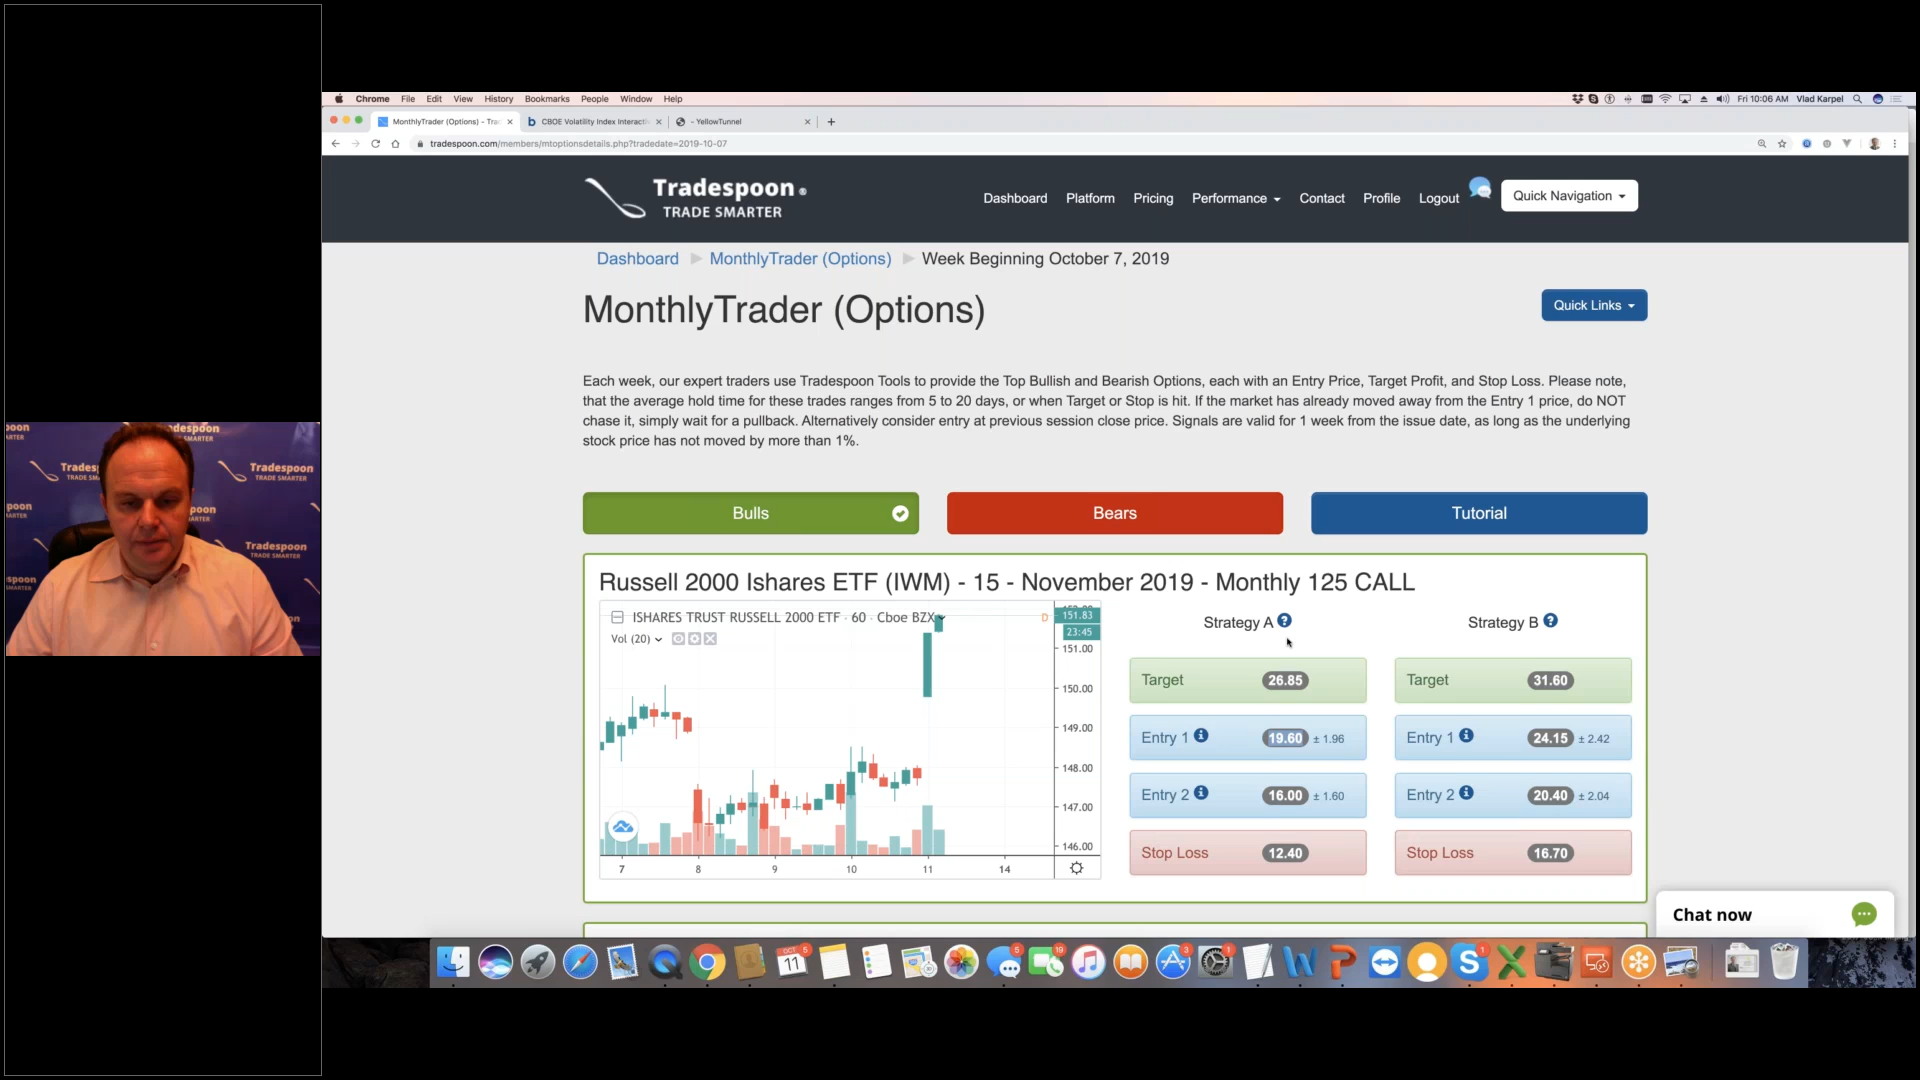 Chrome File Edit View History Bookmarks People Window Help
Fri 10:06 AM Vlad Karpel
MonthlyTrader (Options) - Tra
CBOE Volatility Index Interacti
- YellowTunnel
tradespoon.com/members/mtoptionsdetails.php?tradedate=2019-10-07
Tradespoon®
TRADE SMARTER
Dashboard Platform Pricing Performance Contact Profile Logout Quick Navigation
Dashboard MonthlyTrader (Options) Week Beginning October 7, 2019
MonthlyTrader (Options)
Quick Links
Each week, our expert traders use Tradespoon Tools to provide the Top Bullish and Bearish Options, each with an Entry Price, Target Profit, and Stop Loss. Please note,
that the average hold time for these trades ranges from 5 to 20 days, or when Target or Stop is hit. If the market has already moved away from the Entry 1 price, do NOT
chase it, simply wait for a pullback. Alternatively consider entry at previous session close price. Signals are valid for 1 week from the issue date, as long as the underlying
stock price has not moved by more than 1%.
Bulls
Bears
Tutorial
Russell 2000 Ishares ETF (IWM) - 15 - November 2019 - Monthly 125 CALL
ISHARES TRUST RUSSELL 2000 ETF · 60 · Cboe BZX
D
Vol (20)
151.83
23:45
151.00
150.00
149.00
148.00
147.00
146.00
7 8 9 10 11 14
Strategy A
Target 26.85
Entry 1 19.60 ± 1.96
Entry 2 16.00 ± 1.60
Stop Loss 12.40
Strategy B
Target 31.60
Entry 1 24.15 ± 2.42
Entry 2 20.40 ± 2.04
Stop Loss 16.70
Chat now
Tradespoon
TRADE SMARTER
OCT
11